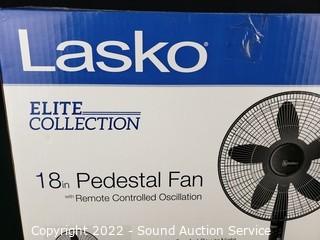 Lasko®
ELITE
COLLECTION
18in Pedestal Fan
with Remote Controlled Oscillation
Copyright 2022 - Sound Auction Service